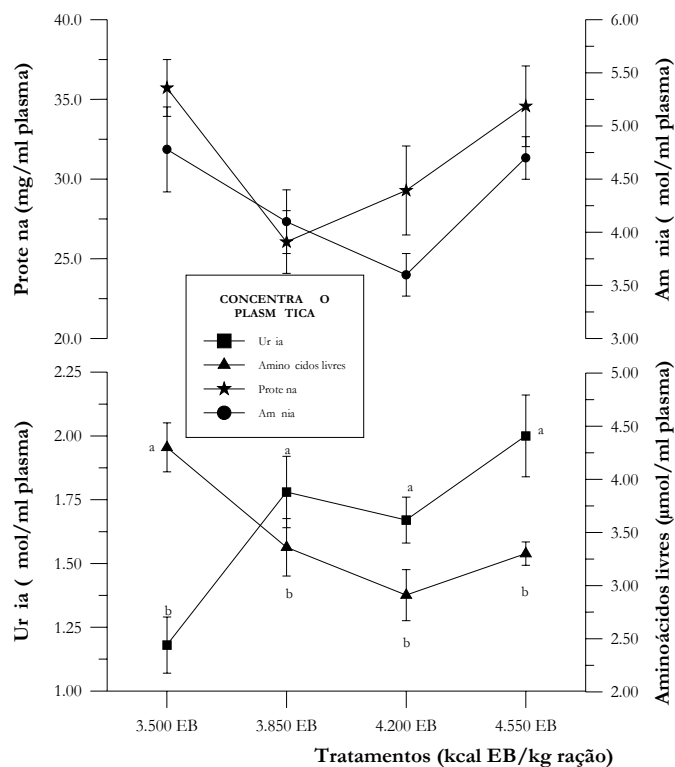 40.0
35.0
30.0
25.0
20.0
Prote na (mg/ml plasma)
6.00
5.50
5.00
4.50
4.00
3.50
3.00
Am nia ( mol/ml plasma)
CONCENTRA O
PLASM TICA
Ur ia
Amino cidos livres
Prote na
Am nia
2.25
2.00
1.75
1.50
1.25
1.00
Ur ia ( mol/ml plasma)
5.00
4.50
4.00
3.50
3.00
2.50
2.00
Aminoácidos livres (µmol/ml plasma)
a
a
a
a
b
b
b
b
3.500 EB
3.850 EB
4.200 EB
4.550 EB
Tratamentos (kcal EB/kg ração)